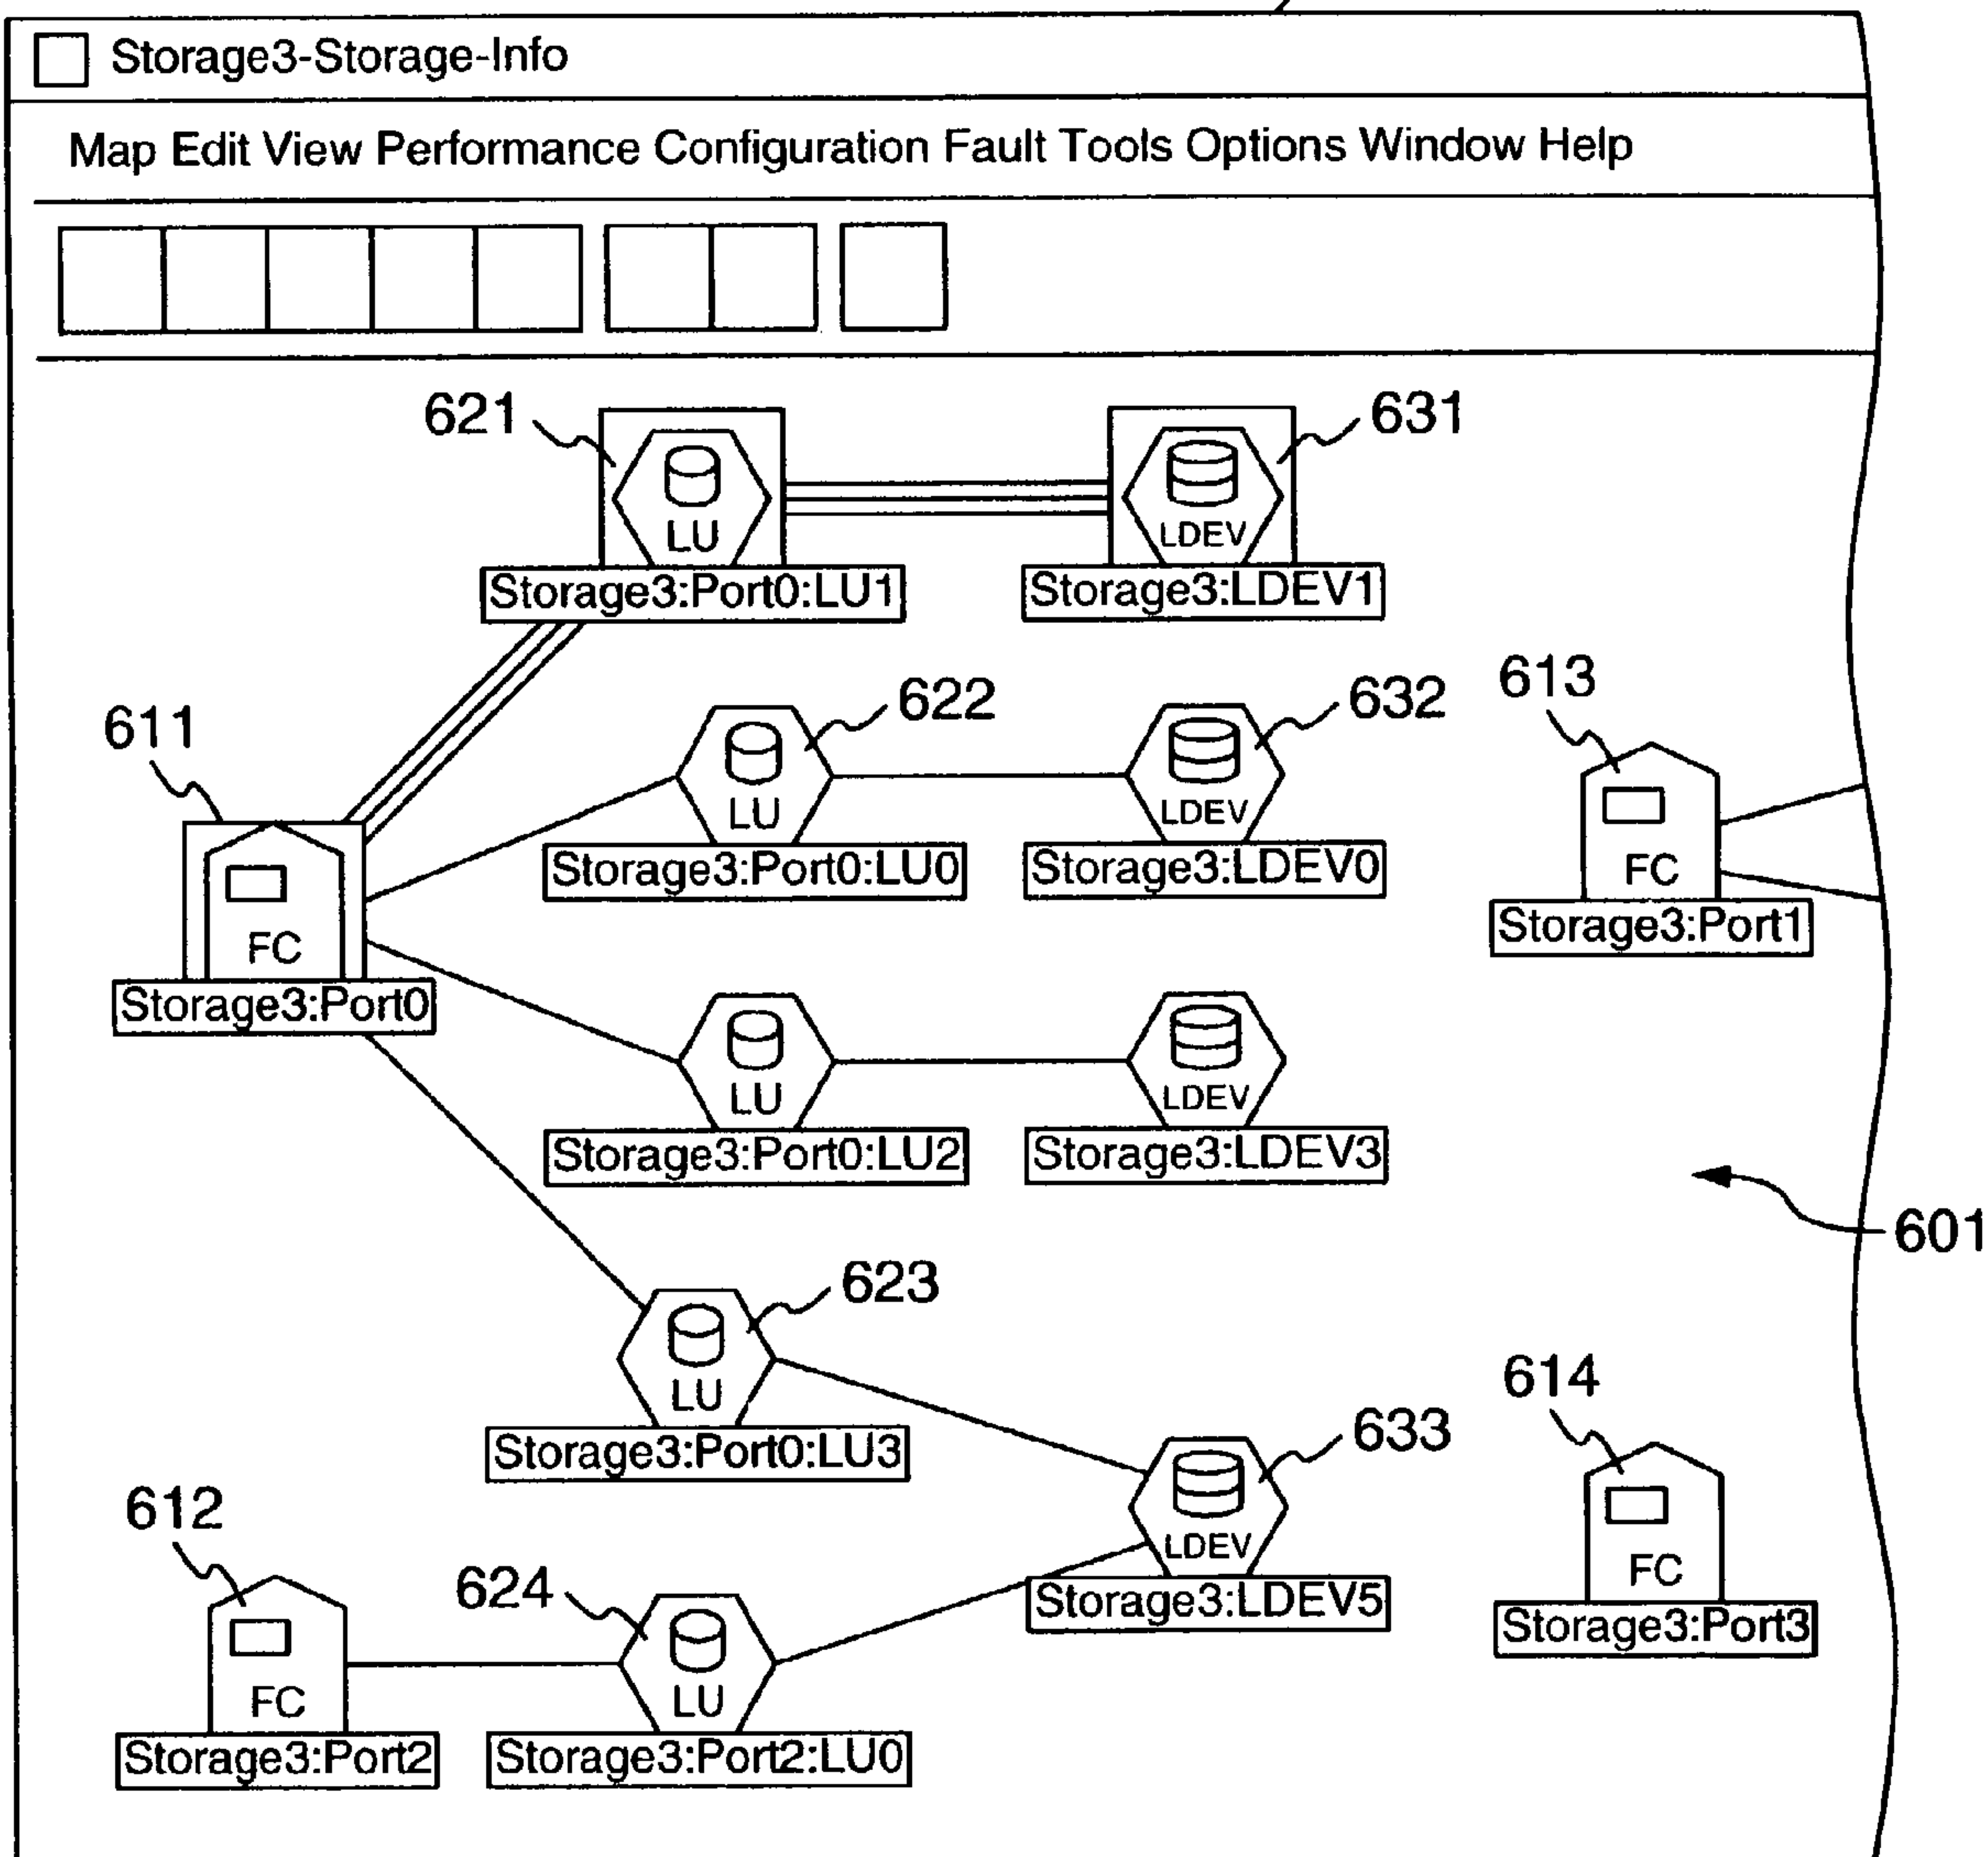 Storage3-Storage-Info
Map Edit View Performance Configuration Fault Tools Options Window Help
621
631
LU
LDEV
Storage3:Port0:LU1
Storage3:LDEV1
611
622
632
613
LU
LDEV
FC
Storage3:Port0:LU0
Storage3:LDEV0
Storage3:Port1
FC
Storage3:Port0
LU
LDEV
Storage3:Port0:LU2
Storage3:LDEV3
601
623
LU
614
Storage3:Port0:LU3
633
LDEV
FC
612
624
Storage3:LDEV5
Storage3:Port3
FC
LU
Storage3:Port2
Storage3:Port2:LU0